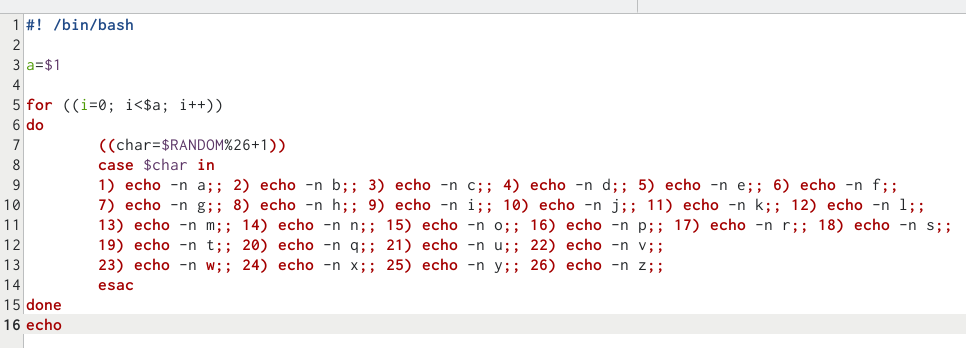 1 #! /bin/bash
2
3 a=$1
4
5 for ((i=0; i<$a; i++))
6 do
7 ((char=$RANDOM%26+1))
8 case $char in
9 1) echo -n a;; 2) echo -n b;; 3) echo -n c;; 4) echo -n d;; 5) echo -n e;; 6) echo -n f;;
10 7) echo -n g;; 8) echo -n h;; 9) echo -n i;; 10) echo -n j;; 11) echo -n k;; 12) echo -n l;;
11 13) echo -n m;; 14) echo -n n;; 15) echo -n o;; 16) echo -n p;; 17) echo -n r;; 18) echo -n s;;
12 19) echo -n t;; 20) echo -n q;; 21) echo -n u;; 22) echo -n v;;
13 23) echo -n w;; 24) echo -n x;; 25) echo -n y;; 26) echo -n z;;
14 esac
15 done
16 echo